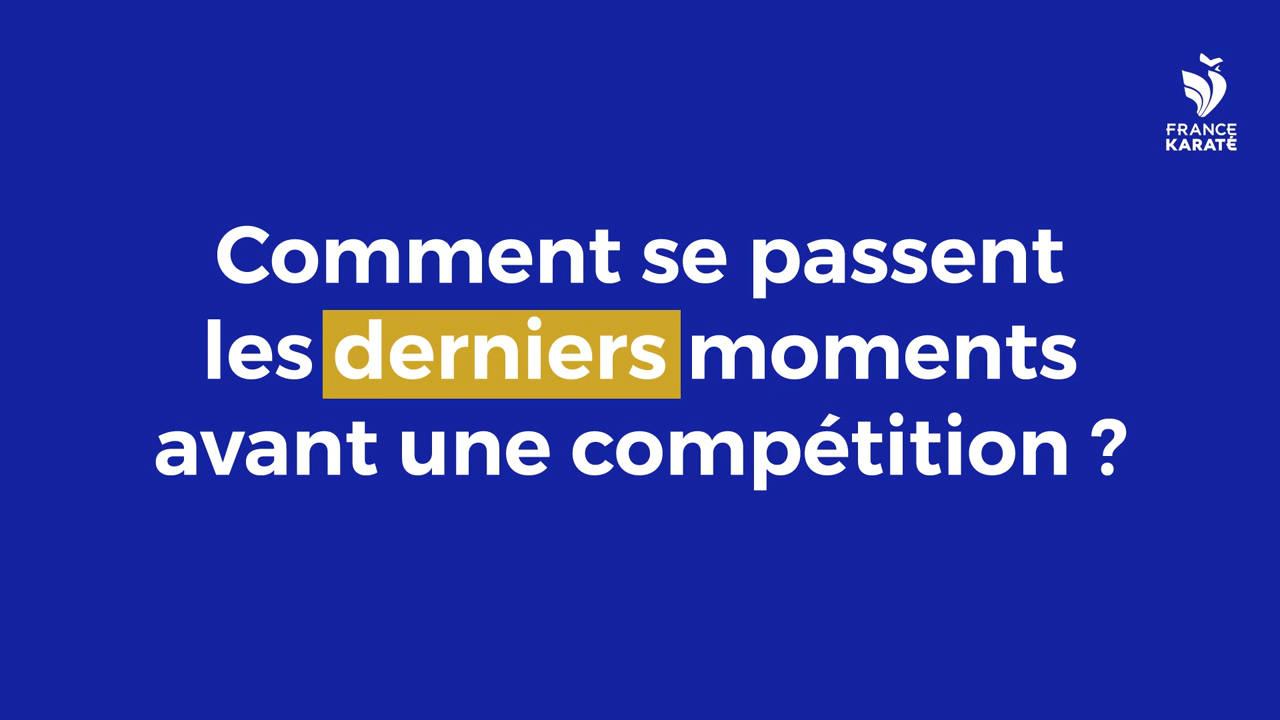 FRANCE
KARATÉ
Comment se passent
les derniers moments
avant une compétition ?